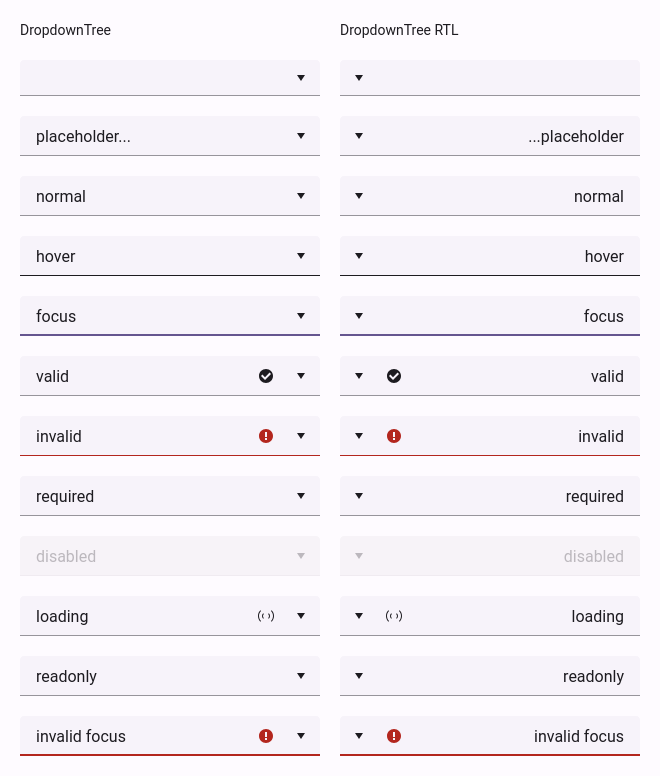 DropdownTree
DropdownTree RTL
placeholder...
...placeholder
normal
normal
hover
hover
focus
focus
valid
valid
invalid
invalid
required
required
disabled
disabled
loading
loading
readonly
readonly
invalid focus
invalid focus